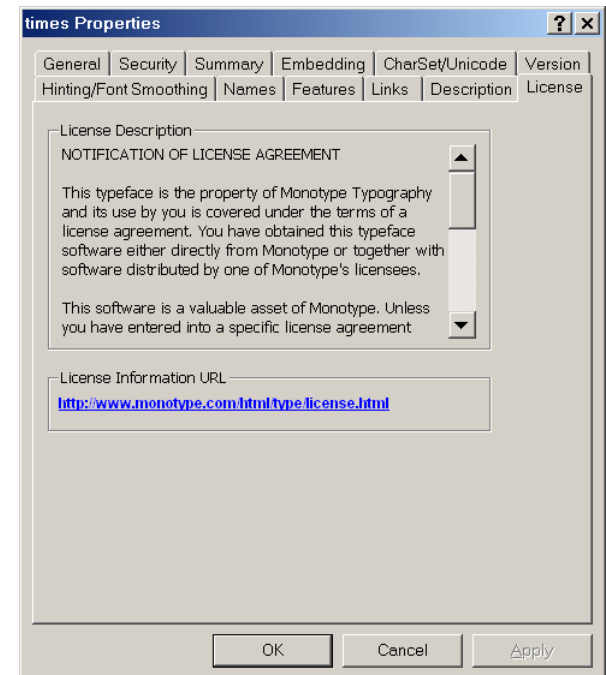 times Properties
? ×
General Security Summary Embedding CharSet/Unicode Version
Hinting/Font Smoothing Names Features Links Description License
License Description
NOTIFICATION OF LICENSE AGREEMENT
This typeface is the property of Monotype Typography
and its use by you is covered under the terms of a
license agreement. You have obtained this typeface
software either directly from Monotype or together with
software distributed by one of Monotype's licensees.
This software is a valuable asset of Monotype. Unless
you have entered into a specific license agreement
License Information URL
http://www.monotype.com/html/type/license.html
OK Cancel Apply